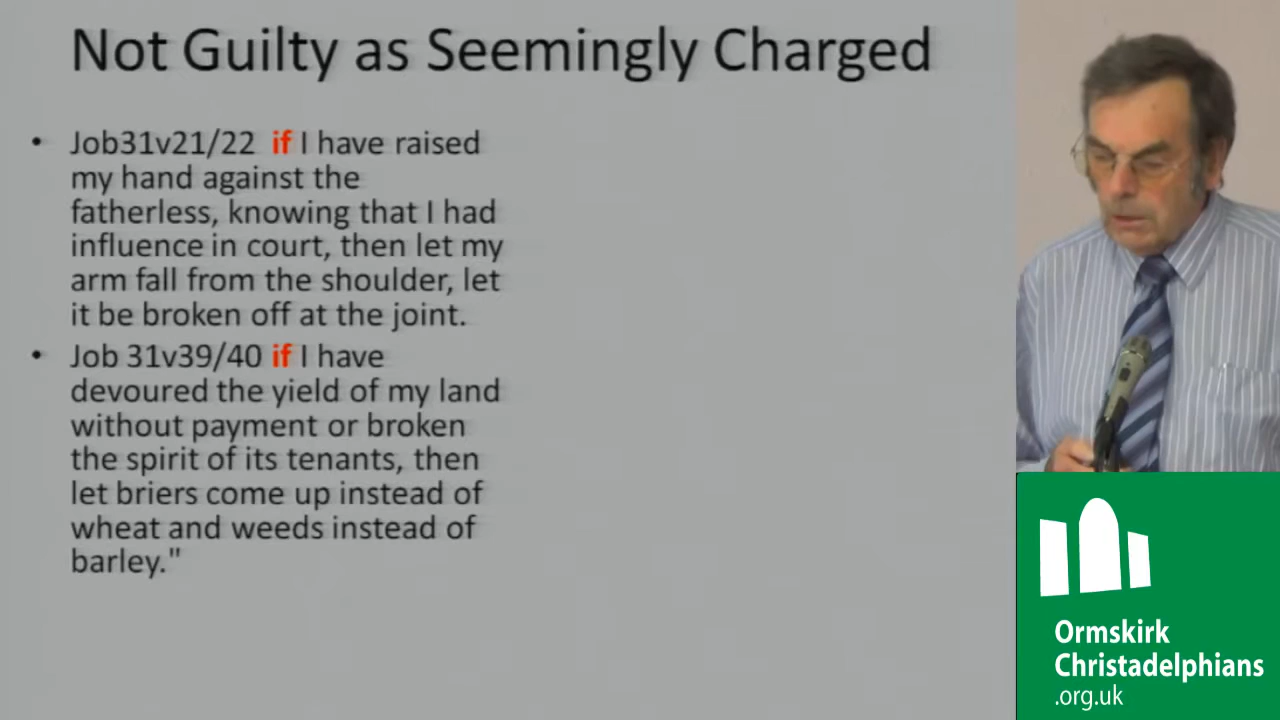 Not Guilty as Seemingly Charged
• Job31v21/22 if I have raised
my hand against the
fatherless, knowing that I had
influence in court, then let my
arm fall from the shoulder, let
it be broken off at the joint.
• Job 31v39/40 if I have
devoured the yield of my land
without payment or broken
the spirit of its tenants, then
let briers come up instead of
wheat and weeds instead of
barley."
Ormskirk
Christadelphians
.org.uk